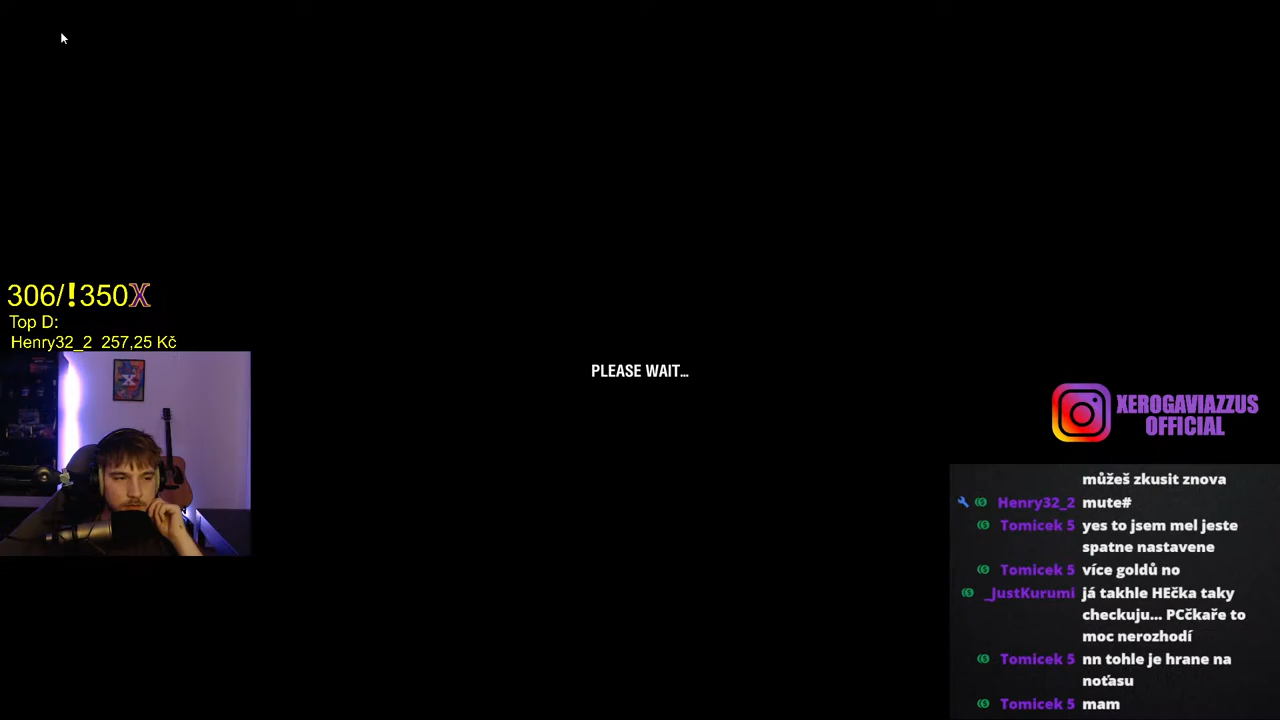 306/!350X
Top D:
Henry32_2 257,25 Kč
PLEASE WAIT...
XEROGAVIAZZUS
OFFICIAL
můžeš zkusit znova
Henry32_2 mute#
Tomicek 5 yes to jsem mel jeste
spatne nastavene
Tomicek 5 více goldů no
_JustKurumi já takhle HEčka taky
checkuju... PCčkaře to
moc nerozhodí
Tomicek 5 nn tohle je hrane na
noťasu
Tomicek 5 mam